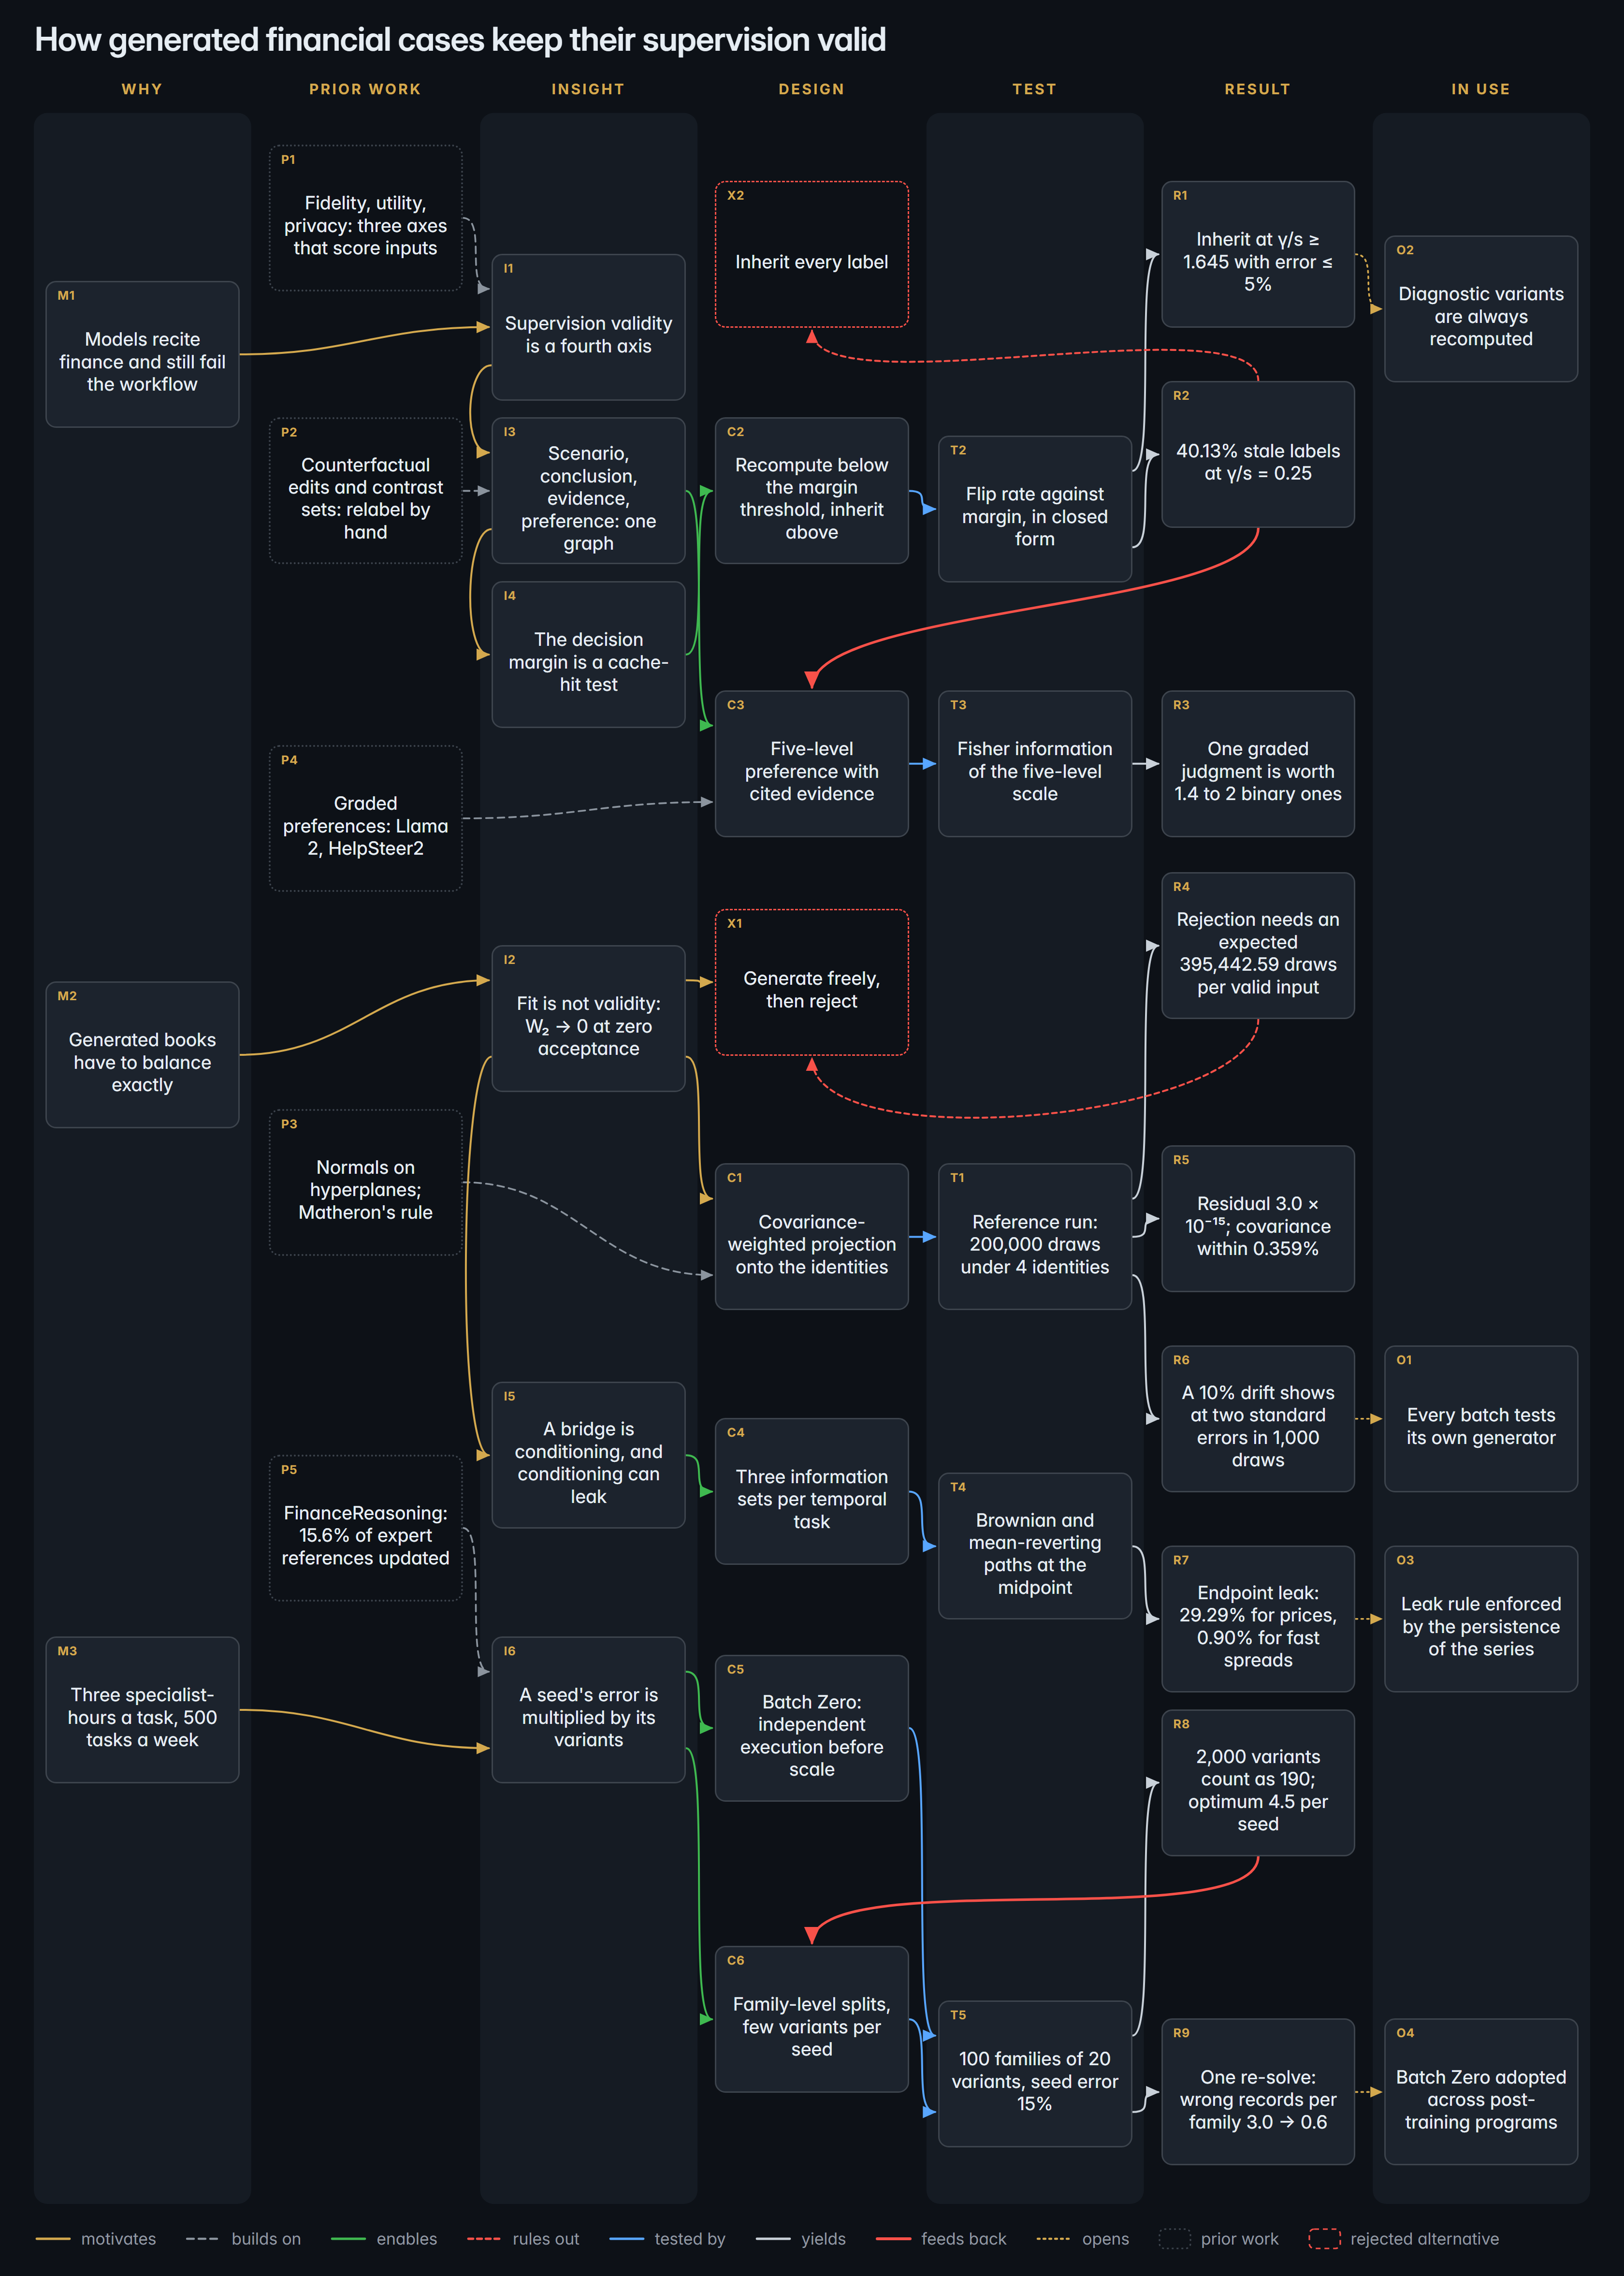 How generated financial cases keep their supervision valid
WHY
PRIOR WORK
INSIGHT
DESIGN
TEST
RESULT
IN USE
M1
Models recite
finance and still fail
the workflow
M2
Generated books
have to balance
exactly
M3
Three specialist-
hours a task, 500
tasks a week
P1
Fidelity, utility,
privacy: three axes
that score inputs
P2
Counterfactual
edits and contrast
sets: relabel by
hand
P4
Graded
preferences: Llama
2, HelpSteer2
P3
Normals on
hyperplanes;
Matheron's rule
P5
FinanceReasoning:
15.6% of expert
references updated
I1
Supervision validity
is a fourth axis
I3
Scenario,
conclusion,
evidence,
preference: one
graph
I4
The decision
margin is a cache-
hit test
I2
Fit is not validity:
W₂ → 0 at zero
acceptance
I5
A bridge is
conditioning, and
conditioning can
leak
I6
A seed's error is
multiplied by its
variants
X2
Inherit every label
C2
Recompute below
the margin
threshold, inherit
above
C3
Five-level
preference with
cited evidence
X1
Generate freely,
then reject
C1
Covariance-
weighted projection
onto the identities
C4
Three information
sets per temporal
task
C5
Batch Zero:
independent
execution before
scale
C6
Family-level splits,
few variants per
seed
T2
Flip rate against
margin, in closed
form
T3
Fisher information
of the five-level
scale
T1
Reference run:
200,000 draws
under 4 identities
T4
Brownian and
mean-reverting
paths at the
midpoint
T5
100 families of 20
variants, seed error
15%
R1
Inherit at γ/s ≥
1.645 with error ≤
5%
R2
40.13% stale labels
at γ/s = 0.25
R3
One graded
judgment is worth
1.4 to 2 binary ones
R4
Rejection needs an
expected
395,442.59 draws
per valid input
R5
Residual 3.0 ×
10⁻¹⁵; covariance
within 0.359%
R6
A 10% drift shows
at two standard
errors in 1,000
draws
R7
Endpoint leak:
29.29% for prices,
0.90% for fast
spreads
R8
2,000 variants
count as 190;
optimum 4.5 per
seed
R9
One re-solve:
wrong records per
family 3.0 → 0.6
O2
Diagnostic variants
are always
recomputed
O1
Every batch tests
its own generator
O3
Leak rule enforced
by the persistence
of the series
O4
Batch Zero adopted
across post-
training programs
motivates
builds on
enables
rules out
tested by
yields
feeds back
opens
prior work
rejected alternative